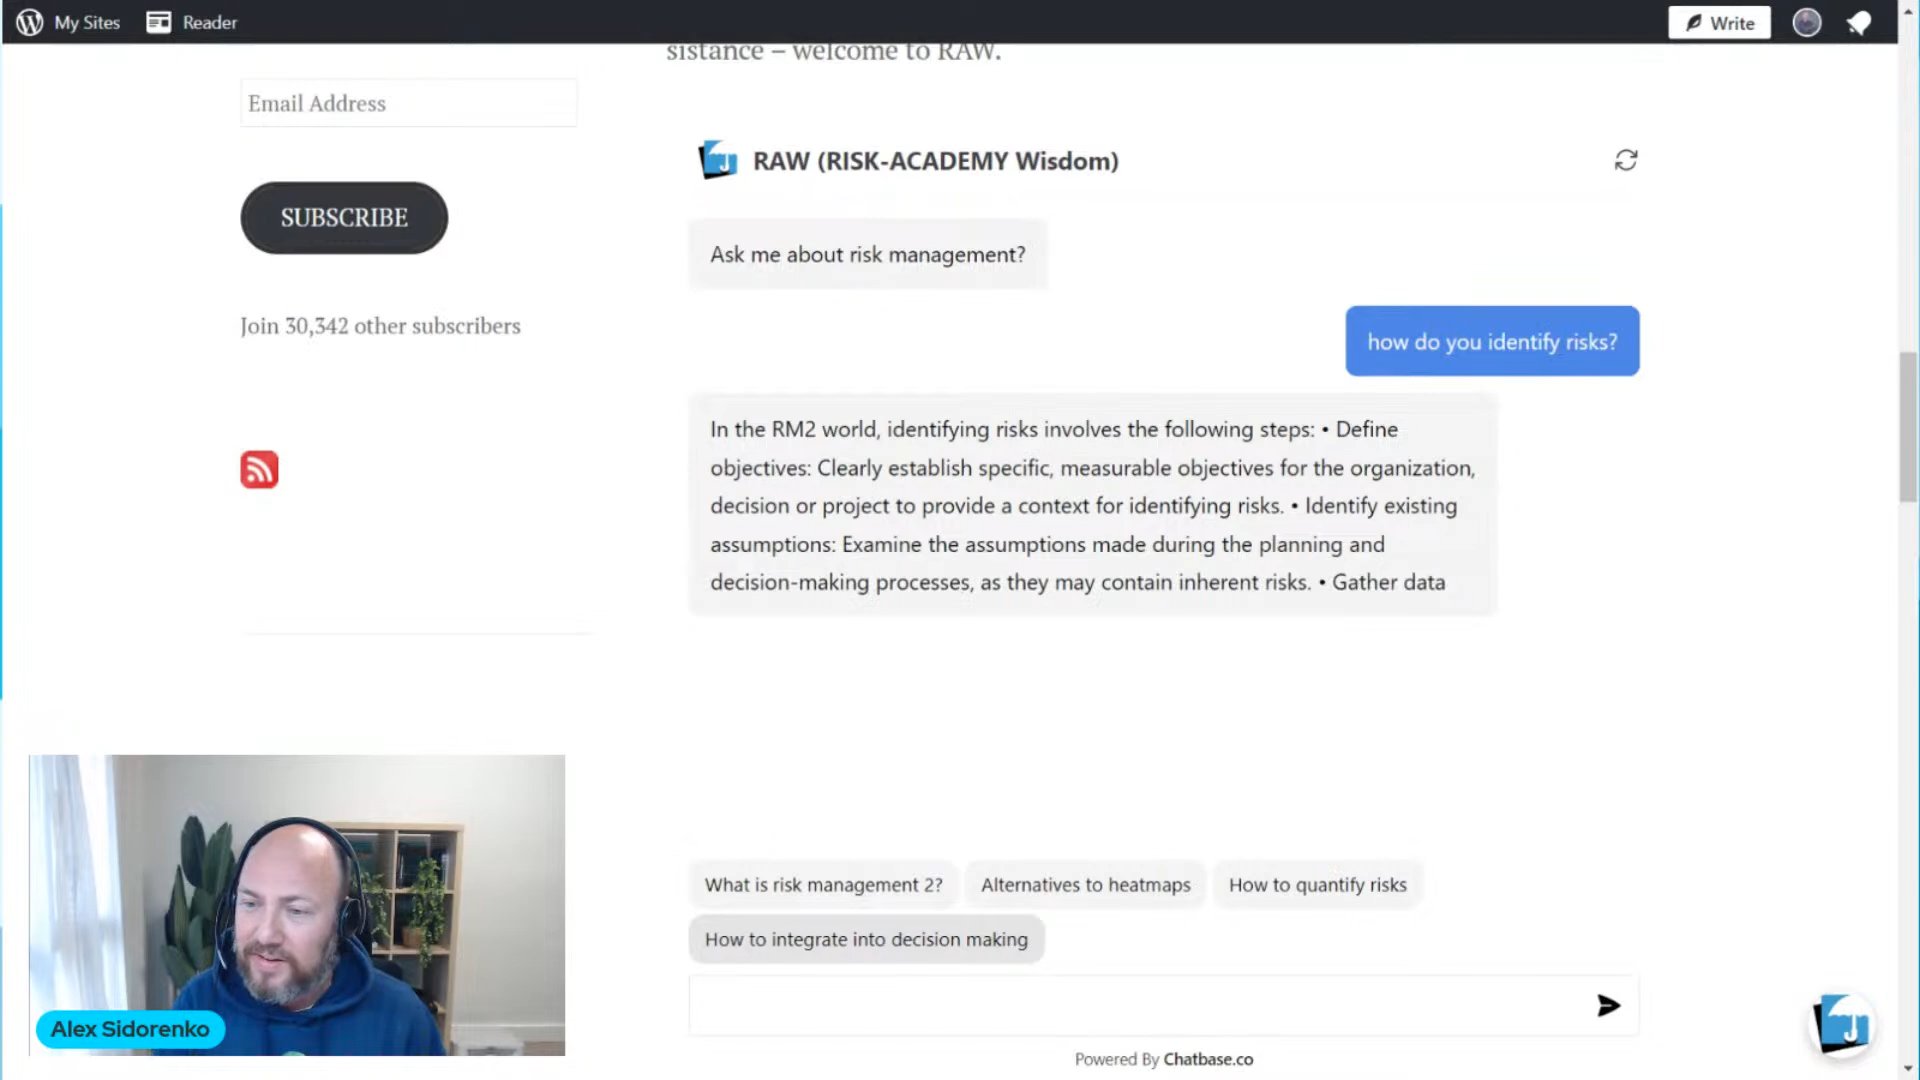 My Sites
Reader
Write
sistance – welcome to RAW.
Email Address
SUBSCRIBE
Join 30,342 other subscribers
RAW (RISK-ACADEMY Wisdom)
Ask me about risk management?
how do you identify risks?
In the RM2 world, identifying risks involves the following steps: • Define
objectives: Clearly establish specific, measurable objectives for the organization,
decision or project to provide a context for identifying risks. • Identify existing
assumptions: Examine the assumptions made during the planning and
decision-making processes, as they may contain inherent risks. • Gather data
What is risk management 2?
Alternatives to heatmaps
How to quantify risks
How to integrate into decision making
Powered By Chatbase.co
Alex Sidorenko